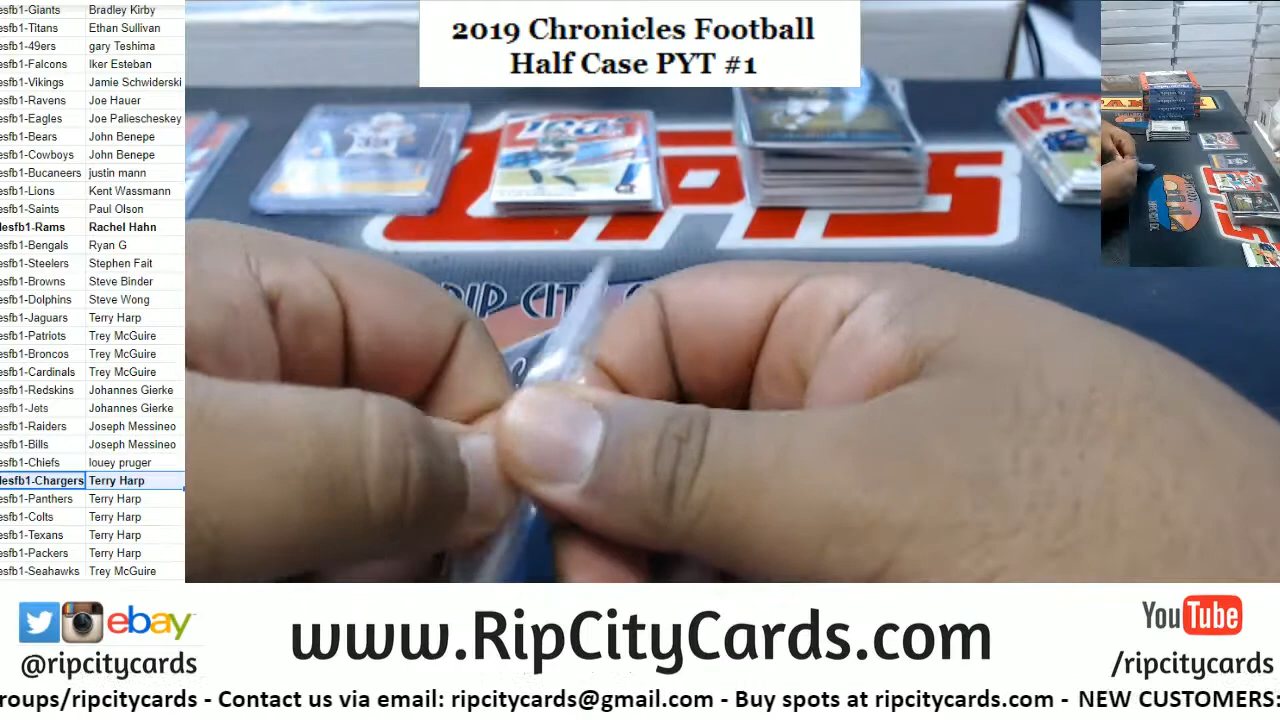 2019 Chronicles Football
Half Case PYT #1
esfb1-Giants Bradley Kirby
esfb1-Titans Ethan Sullivan
esfb1-49ers gary Teshima
esfb1-Falcons Iker Esteban
esfb1-Vikings Jamie Schwiderski
esfb1-Ravens Joe Hauer
esfb1-Eagles Joe Paliescheskey
esfb1-Bears John Benepe
esfb1-Cowboys John Benepe
esfb1-Bucaneers justin mann
esfb1-Lions Kent Wassmann
esfb1-Saints Paul Olson
lesfb1-Rams Rachel Hahn
esfb1-Bengals Ryan G
esfb1-Steelers Stephen Fait
esfb1-Browns Steve Binder
esfb1-Dolphins Steve Wong
esfb1-Jaguars Terry Harp
esfb1-Patriots Trey McGuire
esfb1-Broncos Trey McGuire
esfb1-Cardinals Trey McGuire
esfb1-Redskins Johannes Gierke
esfb1-Jets Johannes Gierke
esfb1-Raiders Joseph Messineo
esfb1-Bills Joseph Messineo
esfb1-Chiefs louey pruger
lesfb1-Chargers Terry Harp
esfb1-Panthers Terry Harp
esfb1-Colts Terry Harp
esfb1-Texans Terry Harp
esfb1-Packers Terry Harp
esfb1-Seahawks Trey McGuire
RIP CITY
ebay
@ripcitycards
www.RipCityCards.com
YouTube
/ripcitycards
roups/ripcitycards - Contact us via email: ripcitycards@gmail.com - Buy spots at ripcitycards.com - NEW CUSTOMERS: